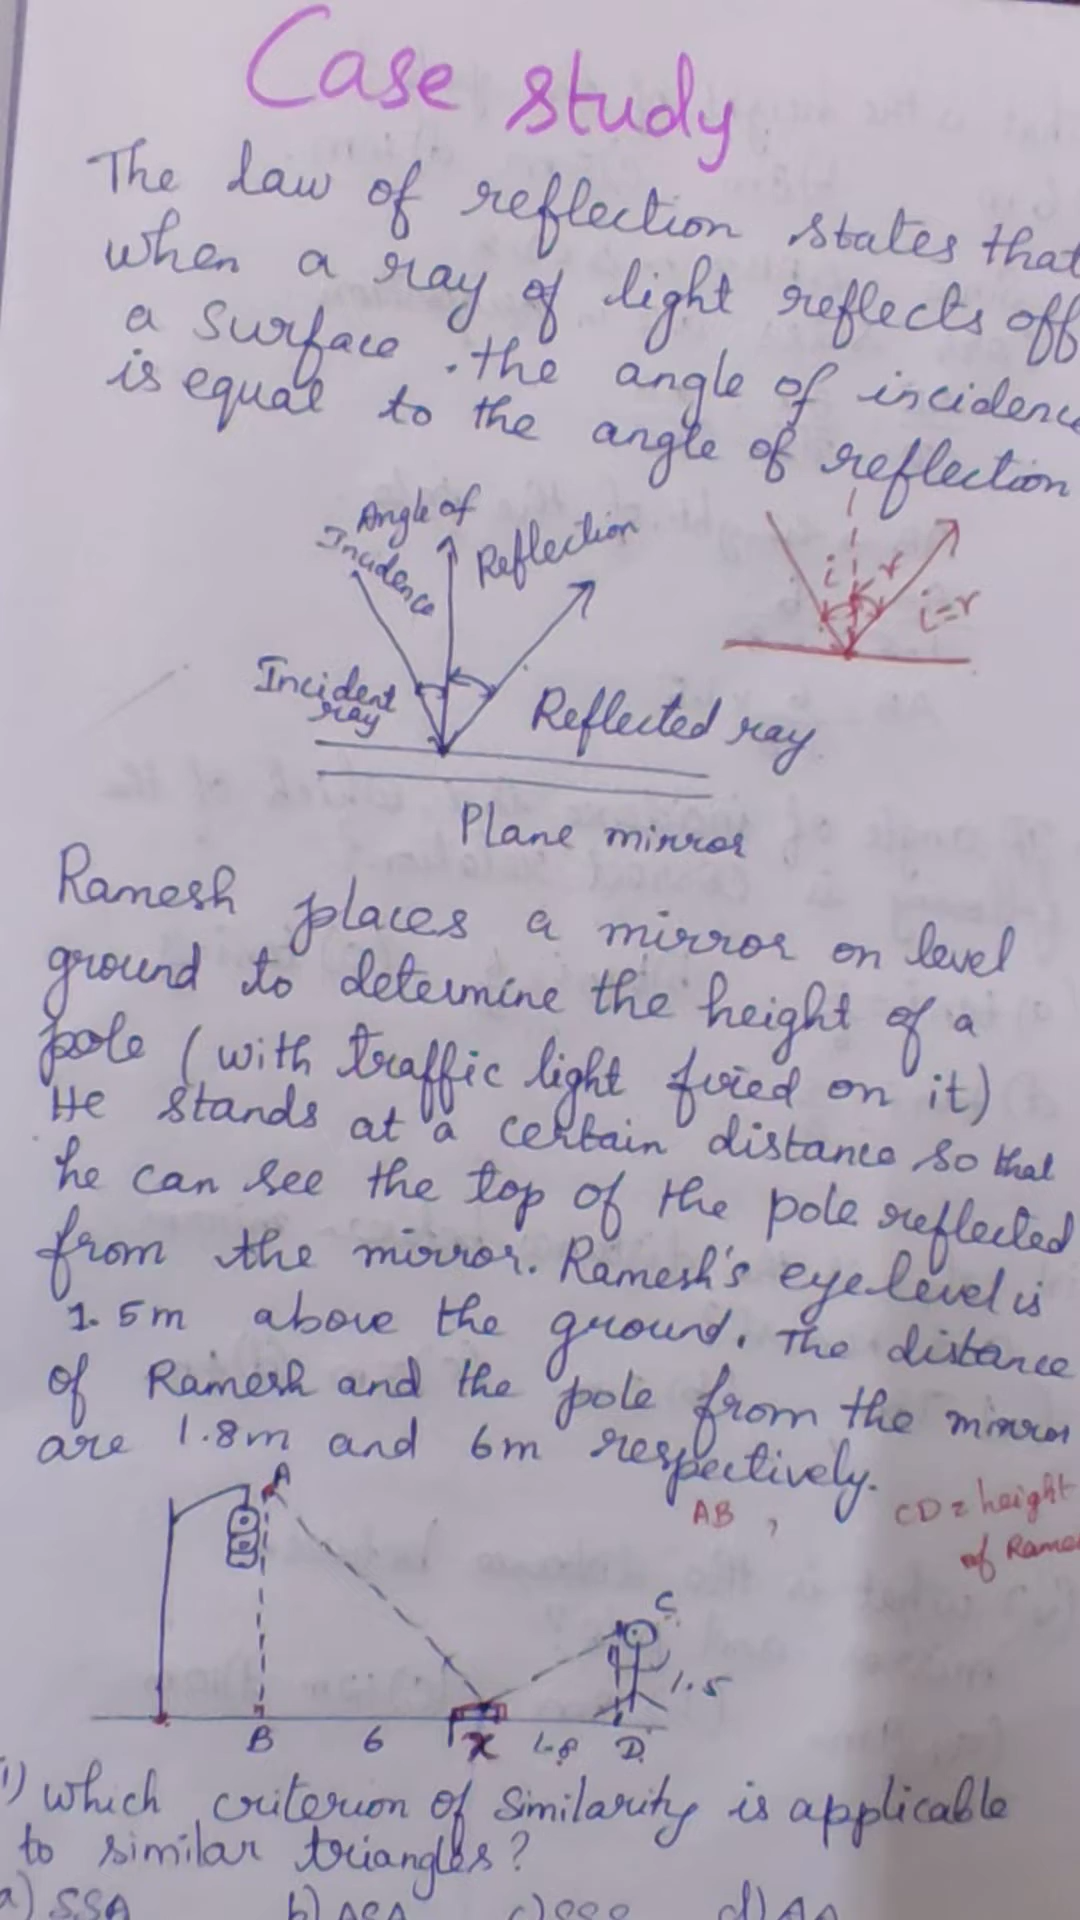 Case study
The law of reflection states that
when a ray of light reflects off
a surface . the angle of incidence
is equal to the angle of reflection
Angle of
Incidence
Reflection
i r
i=r
Incident
ray
Reflected ray
Plane mirror
Ramesh places a mirror on level
ground to determine the height of a
pole (with traffic light fixed on it)
He stands at a certain distance so that
he can see the top of the pole reflected
from the mirror. Ramesh's eye level is
1.5m above the ground. The distance
of Ramesh and the pole from the mirror
are 1.8m and 6m respectively.
AB ,
CD = height
of Rame
A
C
1.5
B 6 X 1.8 D
1) which criterion of similarity is applicable
to similar triangles?
a) SSA b) ASA c) SSS d) AA